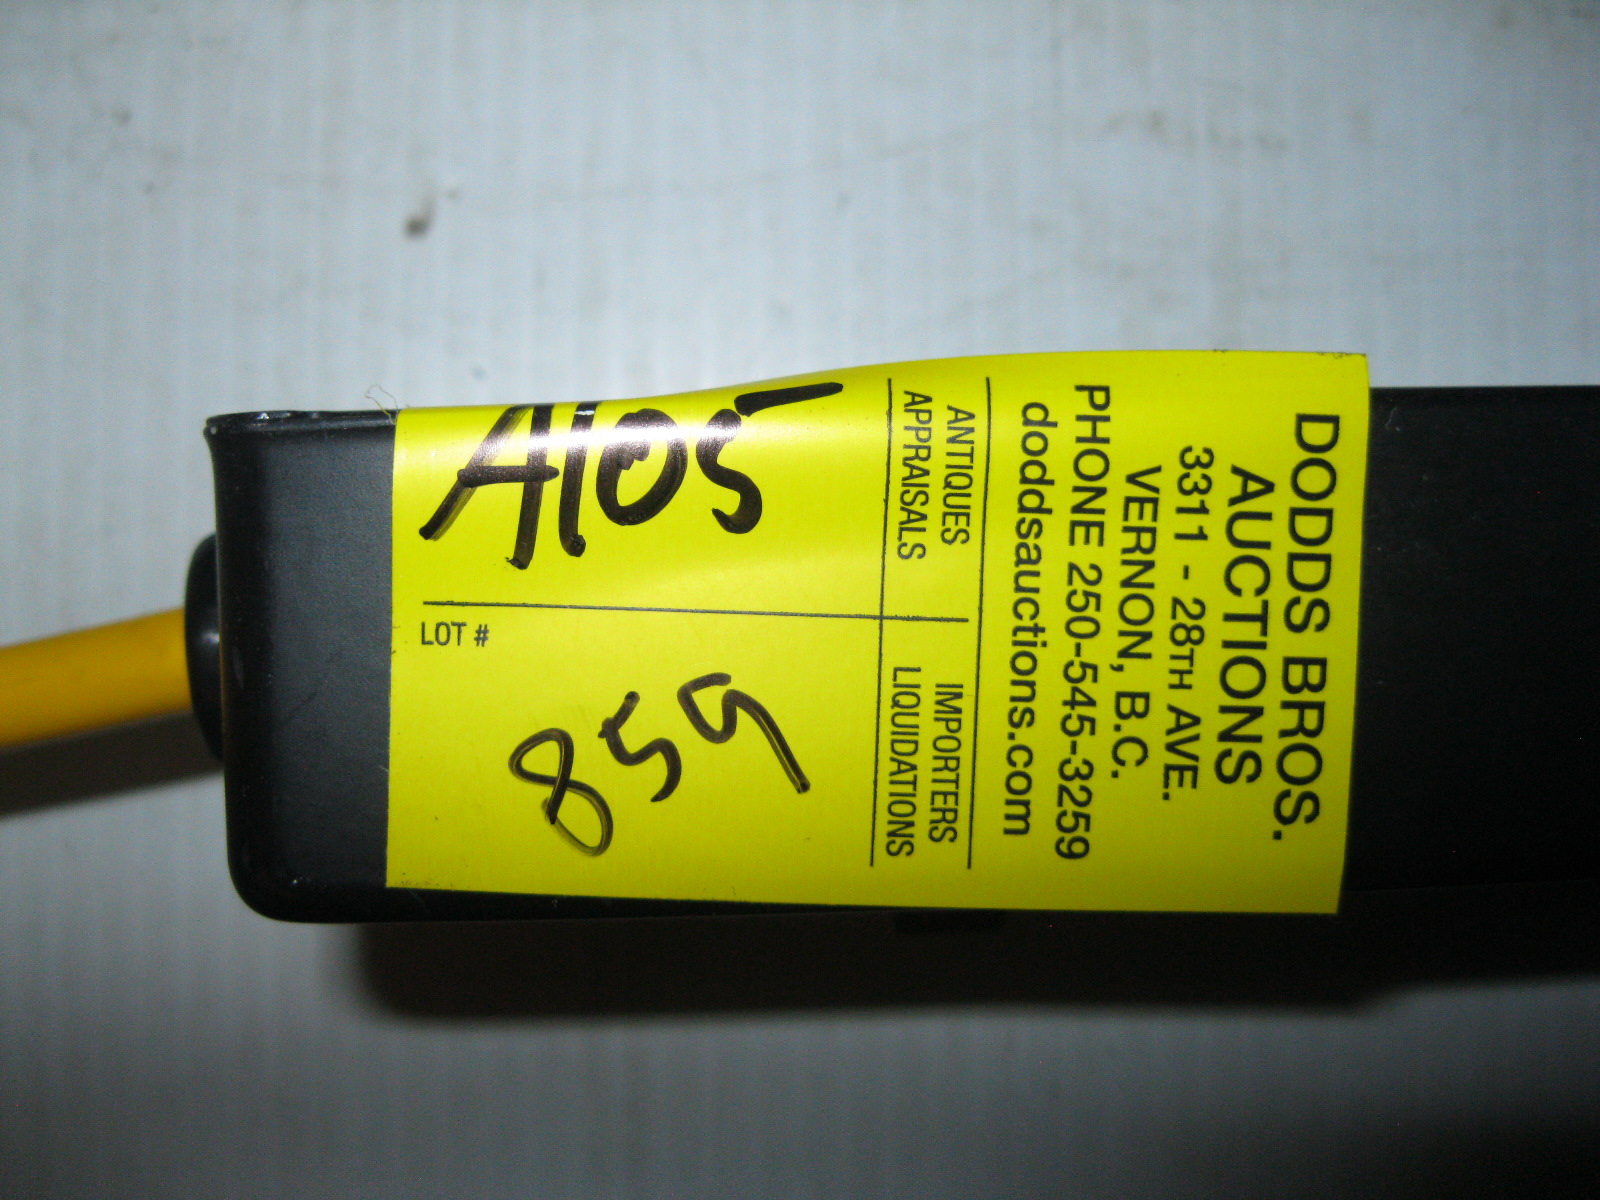 DODDS BROS.
AUCTIONS
3311 - 28TH AVE.
VERNON, B.C.
PHONE 250-545-3259
doddsauctions.com
ANTIQUES
APPRAISALS
IMPORTERS
LIQUIDATIONS
A105
LOT #
859